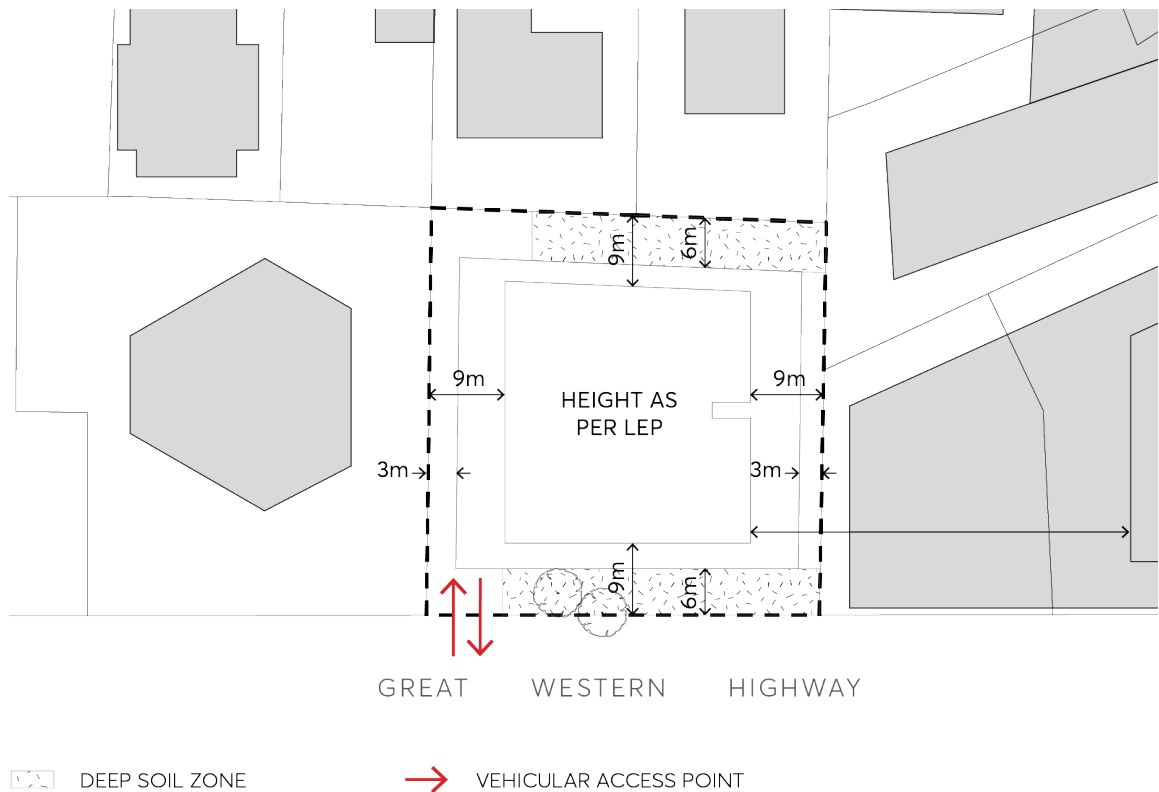 9m
6m
9m
9m
HEIGHT AS
PER LEP
3m
3m
9m
6m
GREAT WESTERN HIGHWAY
DEEP SOIL ZONE
VEHICULAR ACCESS POINT